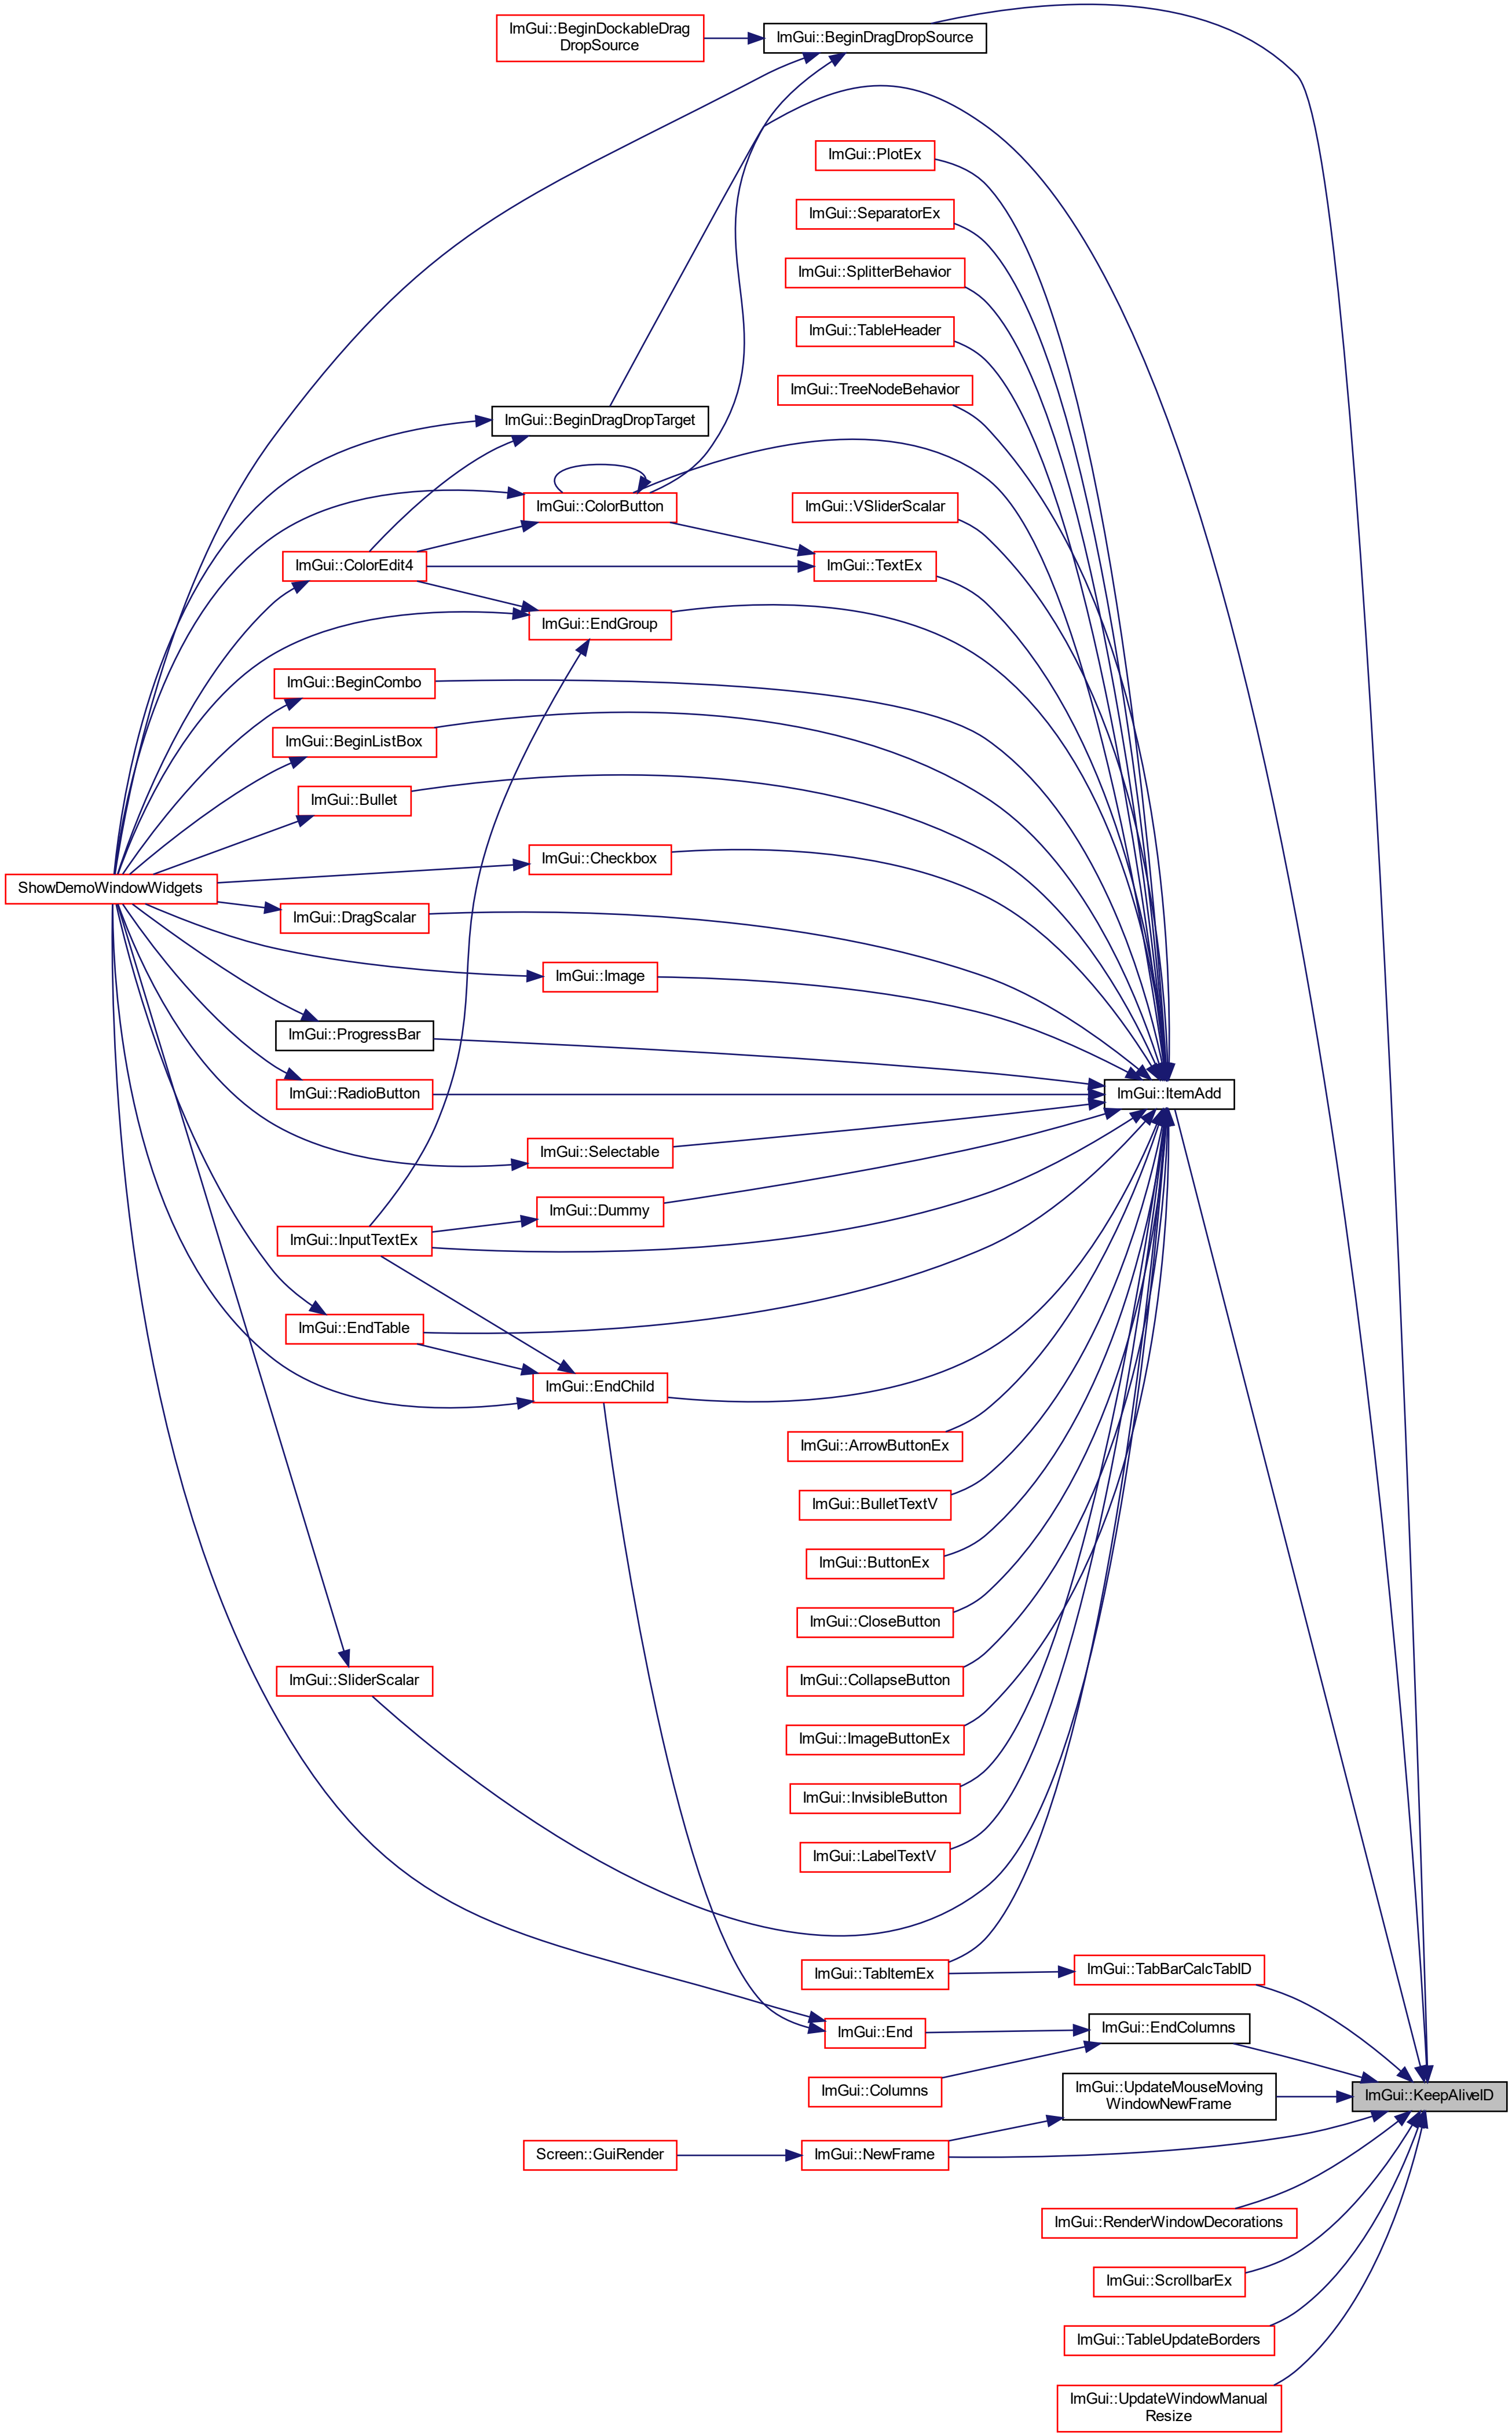 ImGui::BeginDockableDrag
DropSource
ImGui::BeginDragDropSource
ImGui::PlotEx
ImGui::SeparatorEx
ImGui::SplitterBehavior
ImGui::TableHeader
ImGui::TreeNodeBehavior
ImGui::BeginDragDropTarget
ImGui::ColorButton
ImGui::VSliderScalar
ImGui::ColorEdit4
ImGui::TextEx
ImGui::EndGroup
ImGui::BeginCombo
ImGui::BeginListBox
ImGui::Bullet
ImGui::Checkbox
ShowDemoWindowWidgets
ImGui::DragScalar
ImGui::Image
ImGui::ProgressBar
ImGui::RadioButton
ImGui::ItemAdd
ImGui::Selectable
ImGui::Dummy
ImGui::InputTextEx
ImGui::EndTable
ImGui::EndChild
ImGui::ArrowButtonEx
ImGui::BulletTextV
ImGui::ButtonEx
ImGui::CloseButton
ImGui::SliderScalar
ImGui::CollapseButton
ImGui::ImageButtonEx
ImGui::InvisibleButton
ImGui::LabelTextV
ImGui::TabItemEx
ImGui::TabBarCalcTabID
ImGui::End
ImGui::EndColumns
ImGui::Columns
ImGui::UpdateMouseMoving
WindowNewFrame
ImGui::KeepAliveID
Screen::GuiRender
ImGui::NewFrame
ImGui::RenderWindowDecorations
ImGui::ScrollbarEx
ImGui::TableUpdateBorders
ImGui::UpdateWindowManual
Resize